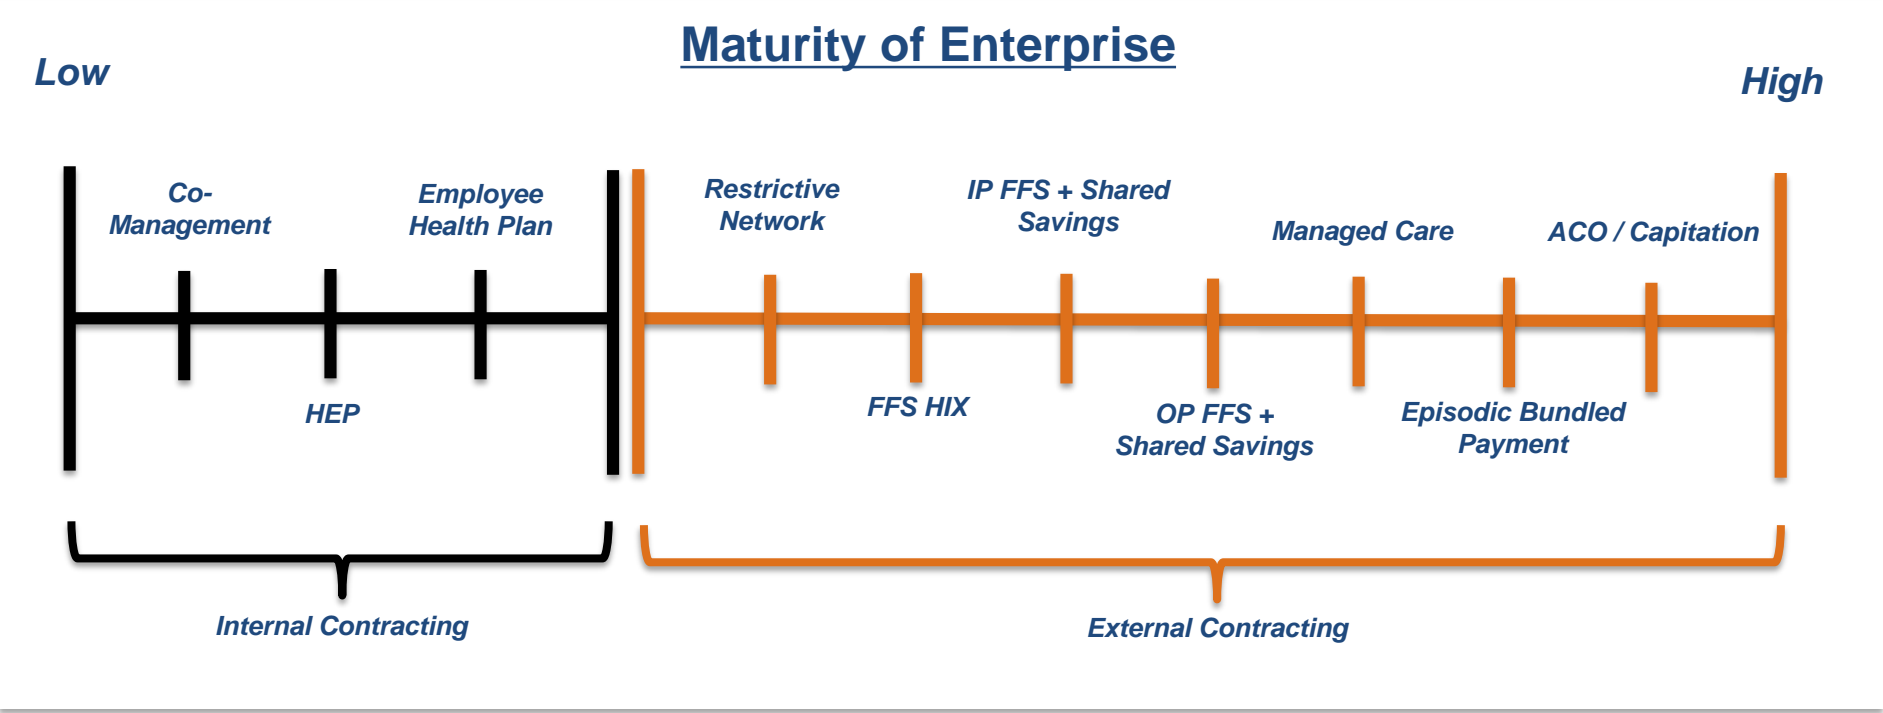 Maturity of Enterprise
Low
High
Co-
Management
Employee
Health Plan
Restrictive
Network
IP FFS + Shared
Savings
Managed Care
ACO / Capitation
HEP
FFS HIX
OP FFS +
Shared Savings
Episodic Bundled
Payment
Internal Contracting
External Contracting